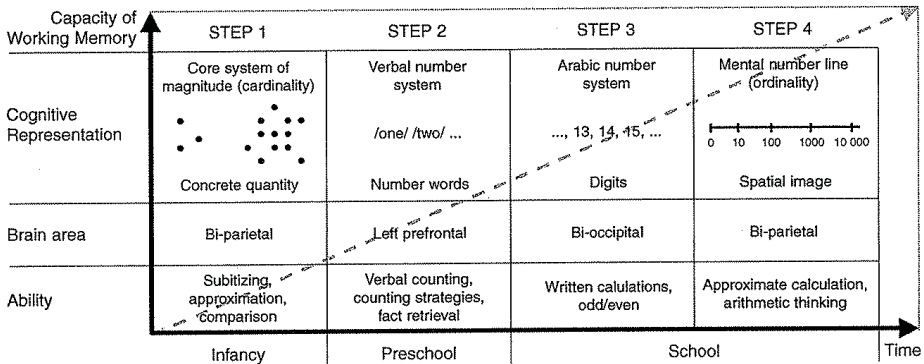 Capacity of
Working Memory
STEP 1
STEP 2
STEP 3
STEP 4
Cognitive
Representation
Core system of
magnitude (cardinality)
Concrete quantity
Verbal number
system
/one/ /two/ ...
Number words
Arabic number
system
..., 13, 14, 15, ...
Digits
Mental number line
(ordinality)
0 10 100 1000 10 000
Spatial image
Brain area
Bi-parietal
Left prefrontal
Bi-occipital
Bi-parietal
Ability
Subitizing,
approximation,
comparison
Verbal counting,
counting strategies,
fact retrieval
Written calulations,
odd/even
Approximate calculation,
arithmetic thinking
Infancy
Preschool
School
Time